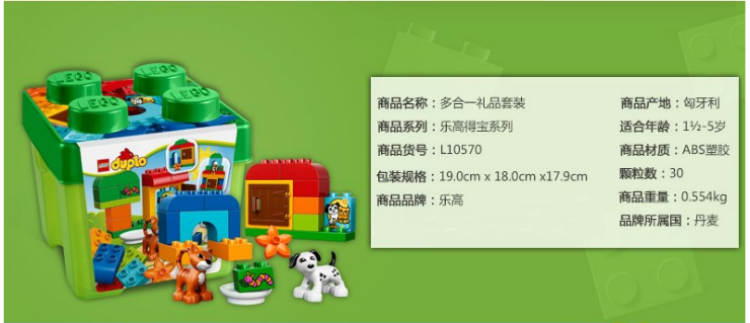 LEGO
LEGO
LEGO
LEGO
LEGO duplo
商品名称：多合一礼品套装
商品系列：乐高得宝系列
商品货号：L10570
包装规格：19.0cm x 18.0cm x17.9cm
商品品牌：乐高
商品产地：匈牙利
适合年龄：1½-5岁
商品材质：ABS塑胶
颗粒数：30
商品重量：0.554kg
品牌所属国：丹麦